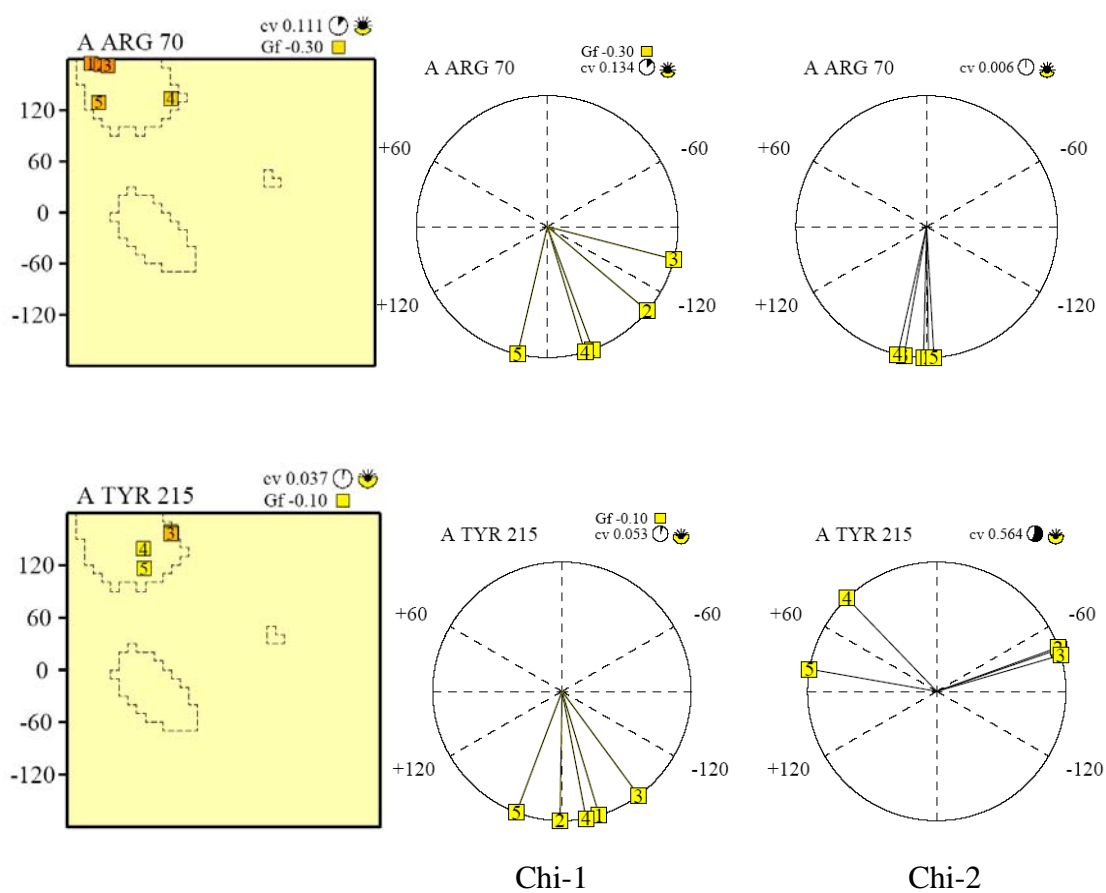 cv 0.111
A ARG 70
Gf -0.30
1 2 3
5 4
120
60
0
-60
-120
Gf -0.30
A ARG 70
cv 0.134
+60
-60
+120
-120
3
2
5 4
A ARG 70
cv 0.006
+60
-60
+120
-120
4 5
cv 0.037
A TYR 215
Gf -0.10
3
4
5
120
60
0
-60
-120
Gf -0.10
A TYR 215
cv 0.053
+60
-60
+120
-120
5 2 4 1 3
A TYR 215
cv 0.564
+60
-60
+120
-120
4
5
3
Chi-1
Chi-2